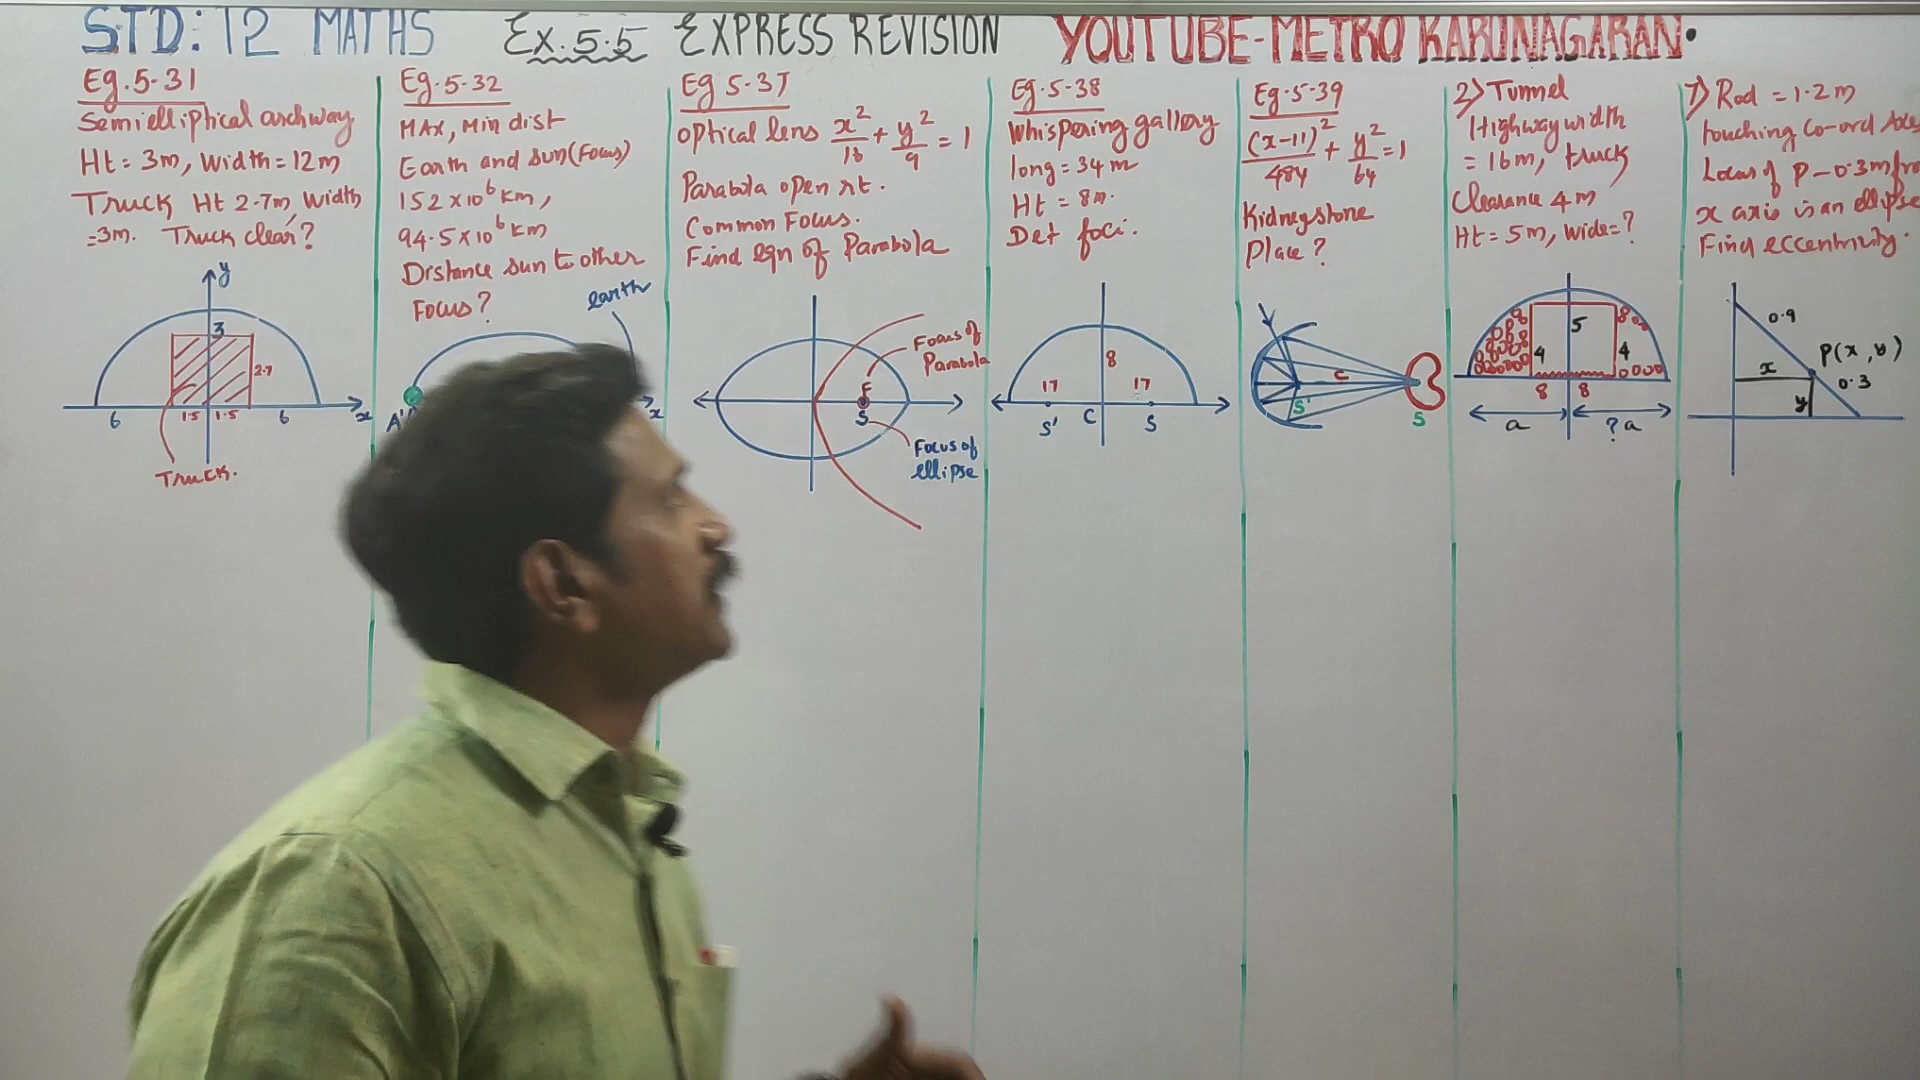 STD: 12 MATHS Ex. 5.5 EXPRESS REVISION YOUTUBE-METRO KARUNAGARAN.
Eg. 5-31
Semielliptical archway
Ht = 3m, width = 12m
Truck Ht 2.7m width
=3m. Truck clear?
y
3
2.7
6 1.5 1.5 6 x
Truck.
Eg. 5-32
MAX, Min dist
Earth and Sun (Focus)
152 x 10^6 Km,
94.5 x 10^6 Km
Distance sun to other
Focus?
earth
A' x
Eg 5-37
Optical lens x^2/16 + y^2/9 = 1
Parabola open rt.
Common Focus.
Find eqn of Parabola
Focus of
Parabola
F
S
Focus of
ellipse
Eg. 5-38
Whispering gallery
long = 34 m
Ht = 8m.
Det foci.
8
17 17
S' C S
Eg. 5-39
(x-11)^2/484 + y^2/64 = 1
Kidneystone
Place?
C
S' S
2) Tunnel
Highway width
= 16m, truck
Clearance 4m
Ht = 5m, wide = ?
5
4 4
8 8
a ? a
7) Rod = 1.2m
touching Co-ord Axes
Locus of P - 0.3m fro
x axis is an ellipse
Find eccentricity.
0.9
P(x, y)
x 0.3
y